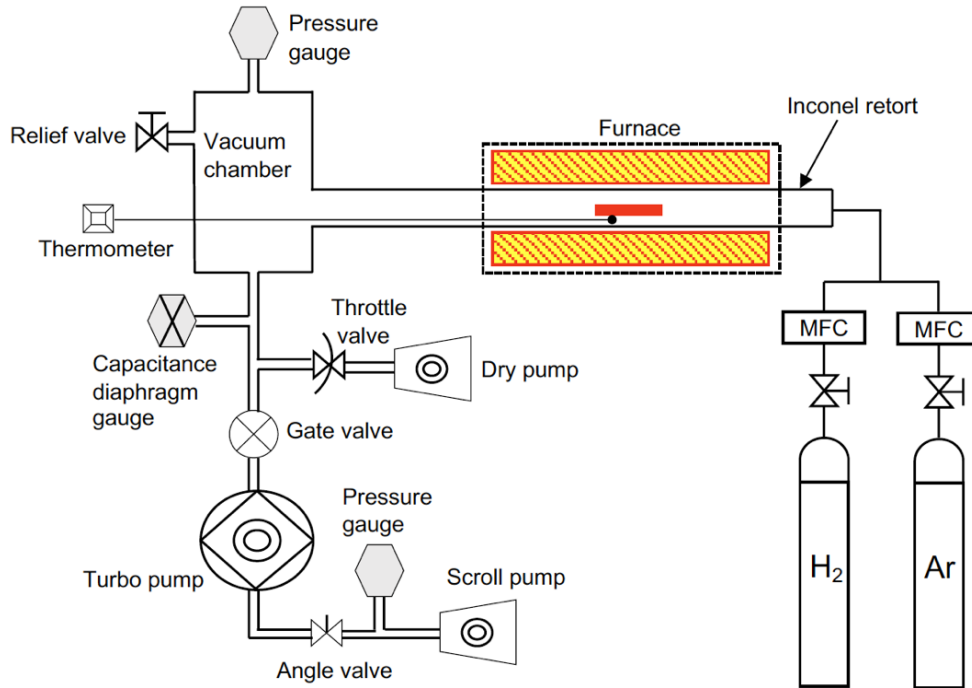 Pressure
gauge
Relief valve
Vacuum
chamber
Furnace
Inconel retort
Thermometer
Throttle
valve
MFC
MFC
Capacitance
diaphragm
gauge
Dry pump
Gate valve
Pressure
gauge
Turbo pump
Scroll pump
Angle valve
H₂
Ar